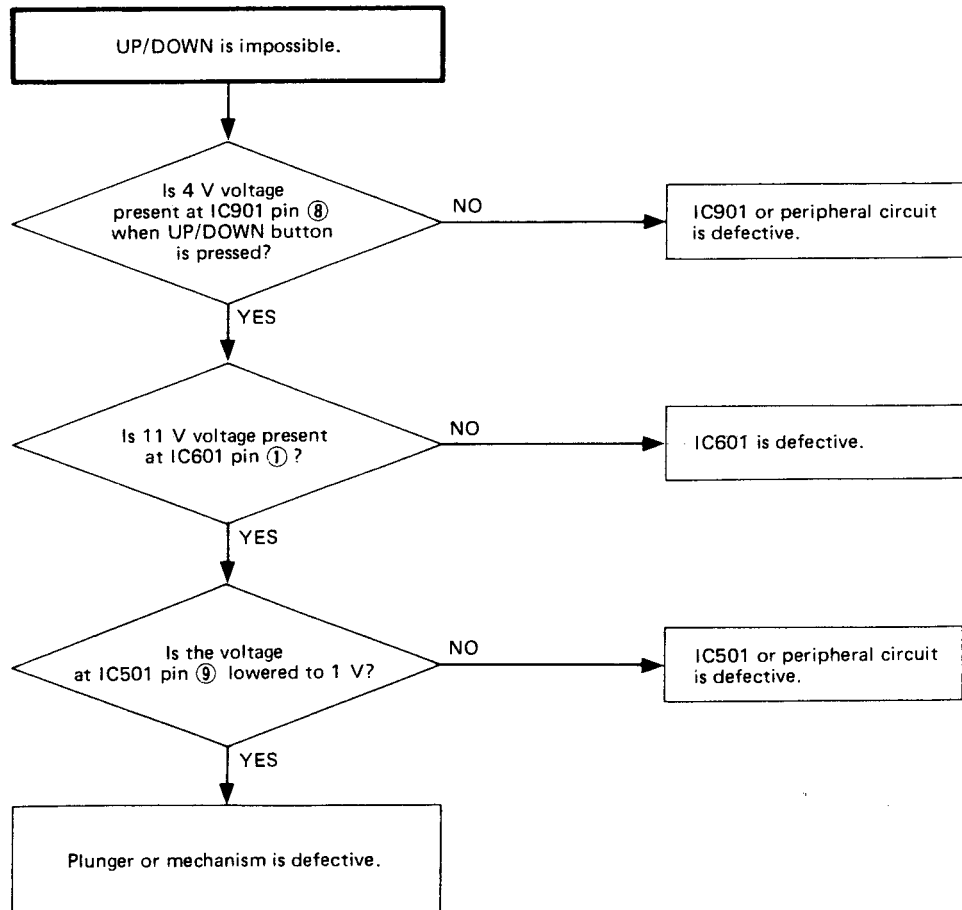 UP/DOWN is impossible.
Is 4 V voltage
present at IC901 pin ⑧
when UP/DOWN button
is pressed?
NO
IC901 or peripheral circuit
is defective.
YES
Is 11 V voltage present
at IC601 pin ① ?
NO
IC601 is defective.
YES
Is the voltage
at IC501 pin ⑨ lowered to 1 V?
NO
IC501 or peripheral circuit
is defective.
YES
Plunger or mechanism is defective.